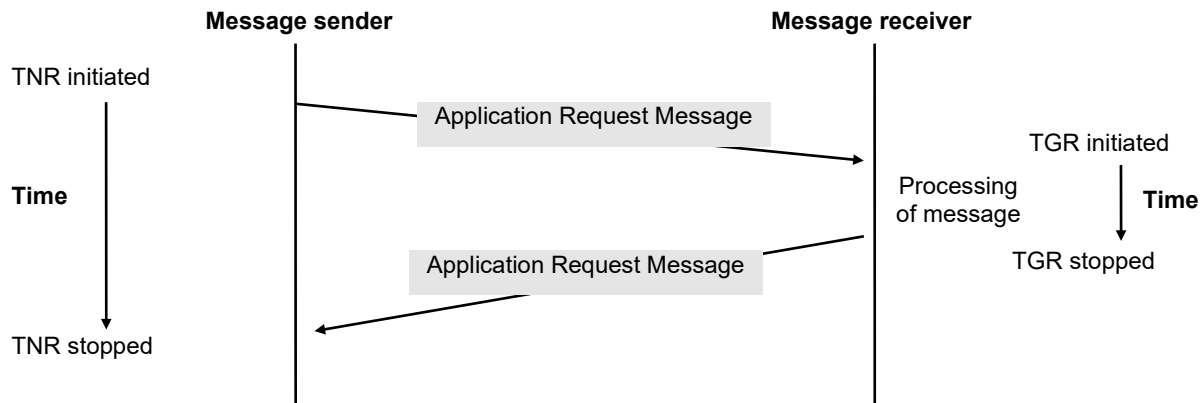 Message sender
Message receiver
TNR initiated
Application Request Message
TGR initiated
Processing
of message
Time
Time
Application Request Message
TGR stopped
TNR stopped